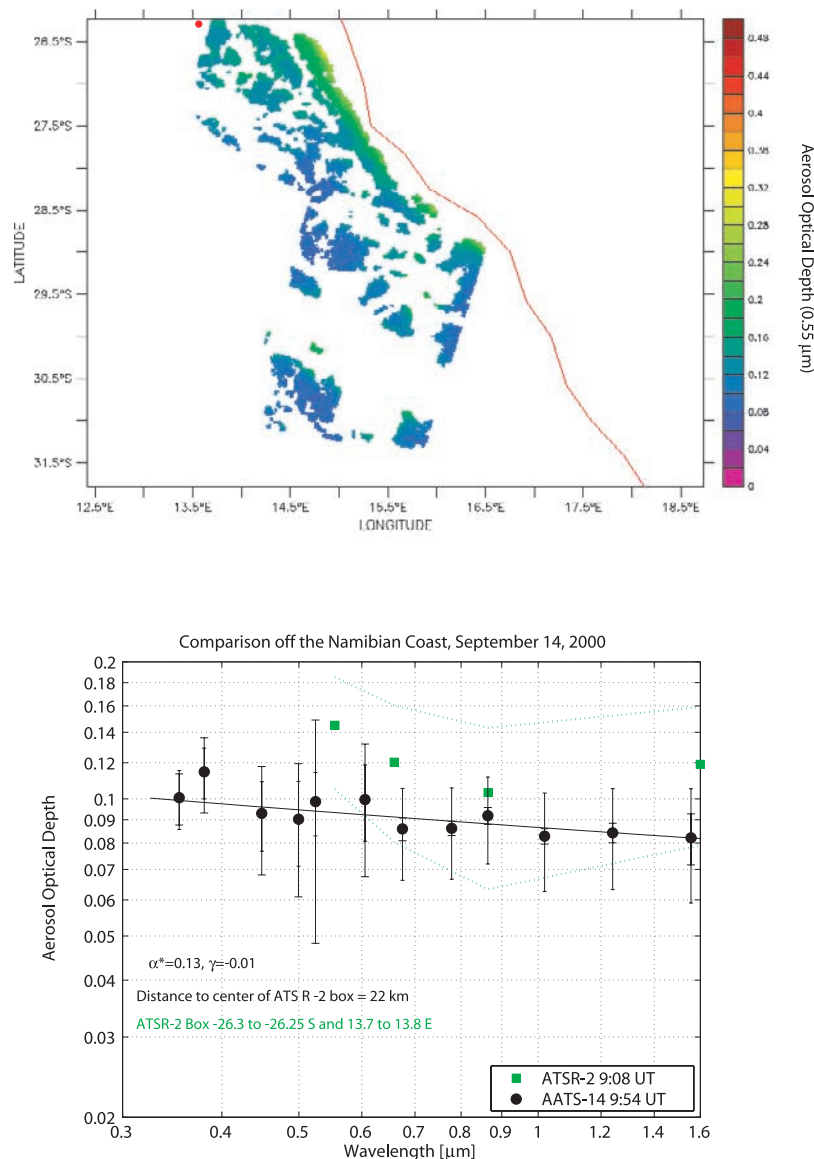 26.5°S
27.5°S
28.5°S
29.5°S
30.5°S
31.5°S
LATITUDE
12.5°E 13.5°E 14.5°E 15.5°E 16.5°E 17.5°E 18.5°E
LONGITUDE
0.48
0.44
0.4
0.36
0.32
0.28
0.24
0.2
0.16
0.12
0.08
0.04
0
Aerosol Optical Depth (0.55 μm)
Comparison off the Namibian Coast, September 14, 2000
0.2
0.18
0.16
0.14
0.12
0.1
0.09
0.08
0.07
0.06
0.05
0.04
0.03
0.02
Aerosol Optical Depth
α*=0.13, γ=-0.01
Distance to center of ATS R -2 box = 22 km
ATSR-2 Box -26.3 to -26.25 S and 13.7 to 13.8 E
ATSR-2 9:08 UT
AATS-14 9:54 UT
0.3 0.4 0.5 0.6 0.7 0.8 0.9 1 1.2 1.4 1.6
Wavelength [μm]